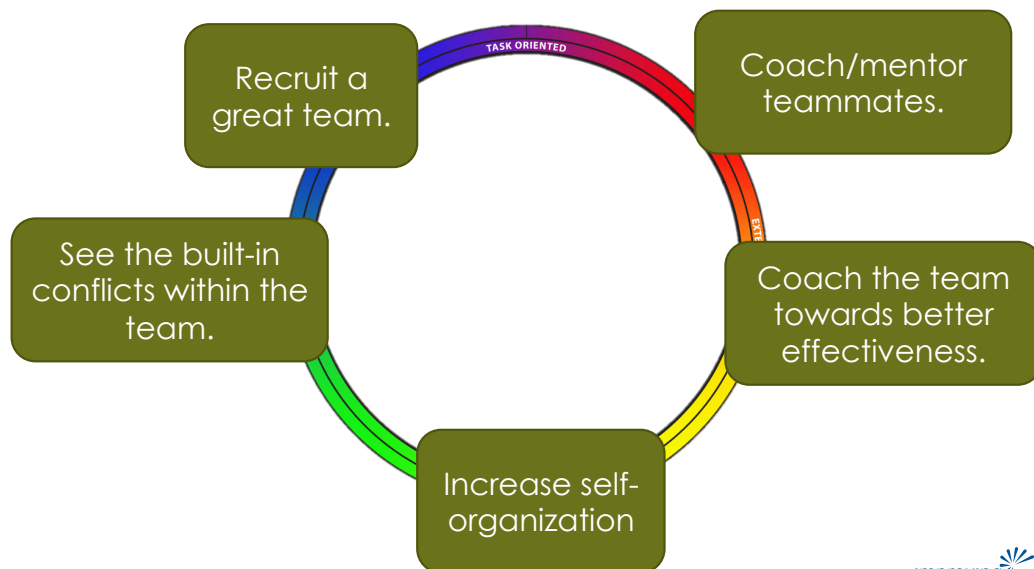 TASK ORIENTED
Recruit a
great team.
Coach/mentor
teammates.
See the built-in
conflicts within the
team.
Coach the team
towards better
effectiveness.
Increase self-
organization